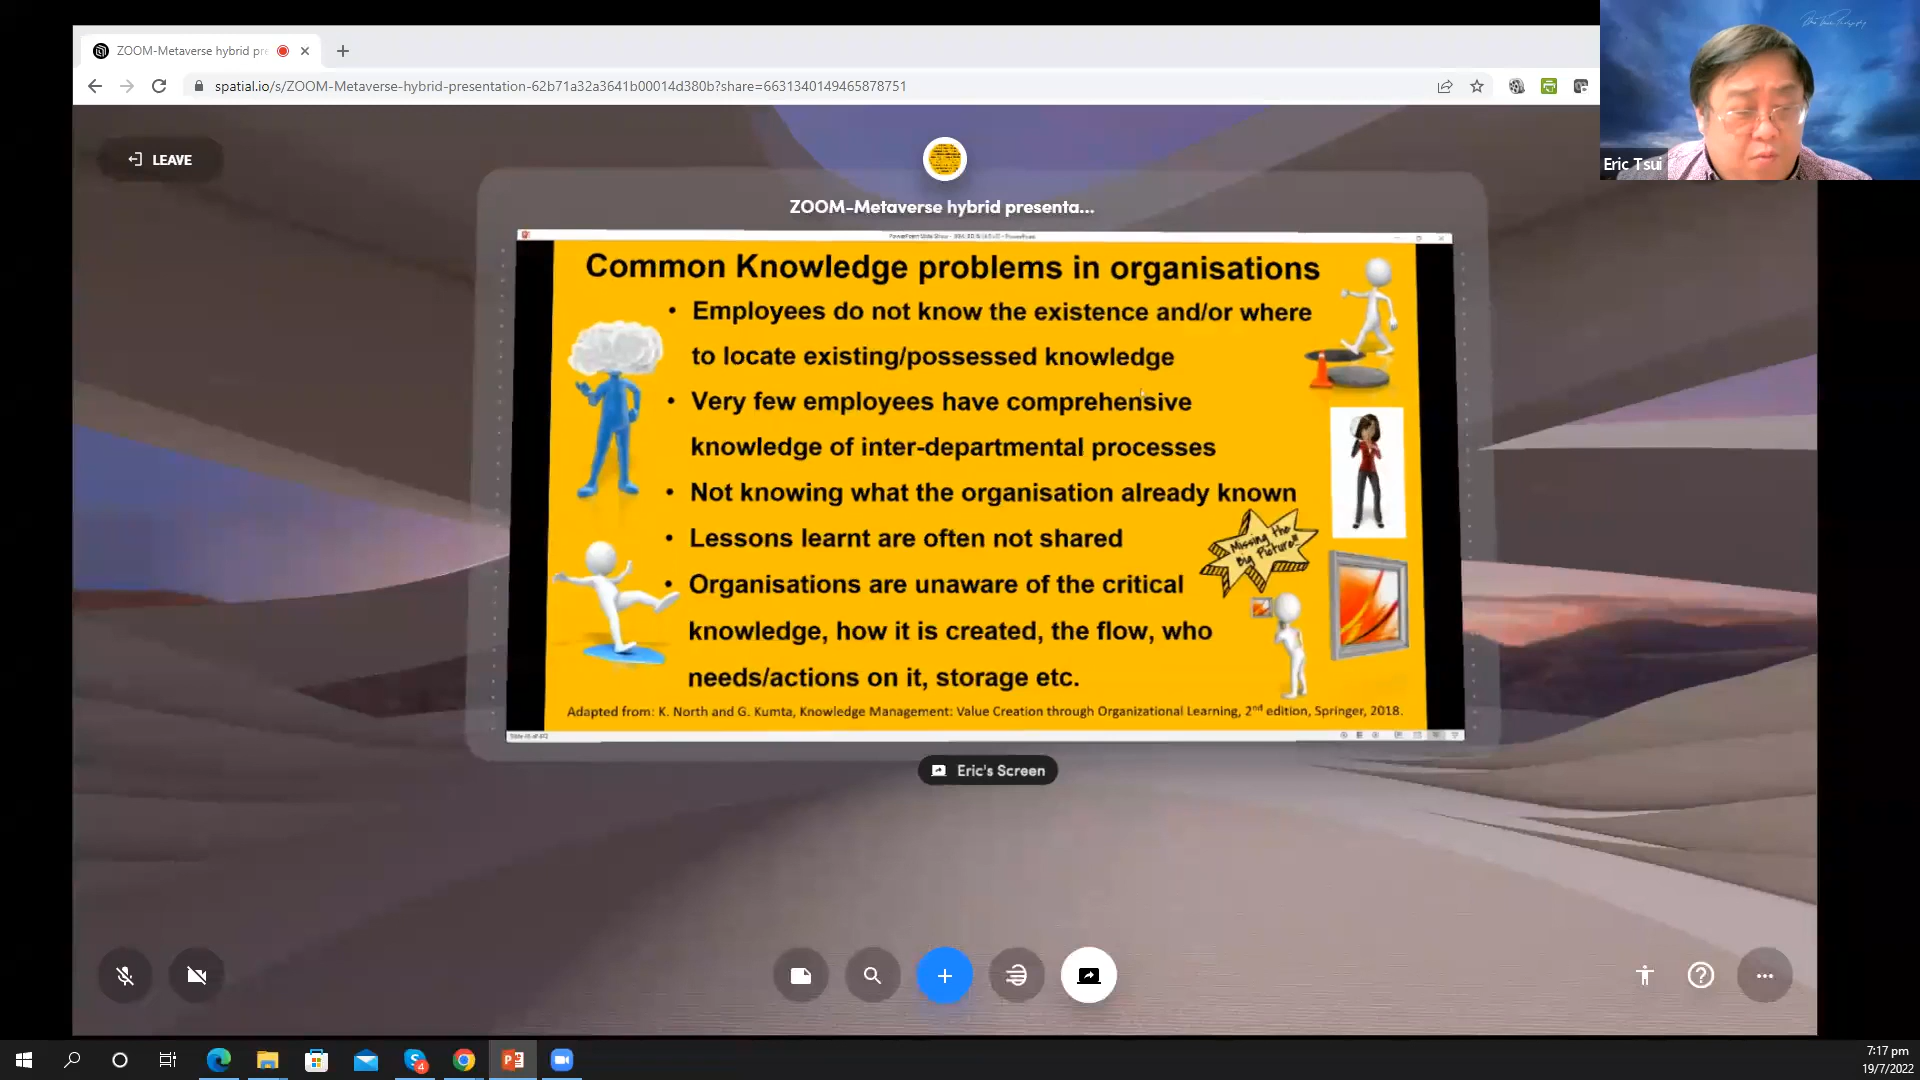 ZOOM-Metaverse hybrid pre
spatial.io/s/ZOOM-Metaverse-hybrid-presentation-62b71a32a3641b00014d380b?share=6631340149465878751
Eric Tsui
LEAVE
ZOOM-Metaverse hybrid presenta...
Common Knowledge problems in organisations
• Employees do not know the existence and/or where
to locate existing/possessed knowledge
• Very few employees have comprehensive
knowledge of inter-departmental processes
• Not knowing what the organisation already known
• Lessons learnt are often not shared
Missing the
Big Picture!!
• Organisations are unaware of the critical
knowledge, how it is created, the flow, who
needs/actions on it, storage etc.
Adapted from: K. North and G. Kumta, Knowledge Management: Value Creation through Organizational Learning, 2nd edition, Springer, 2018.
Eric's Screen
4
7:17 pm
19/7/2022